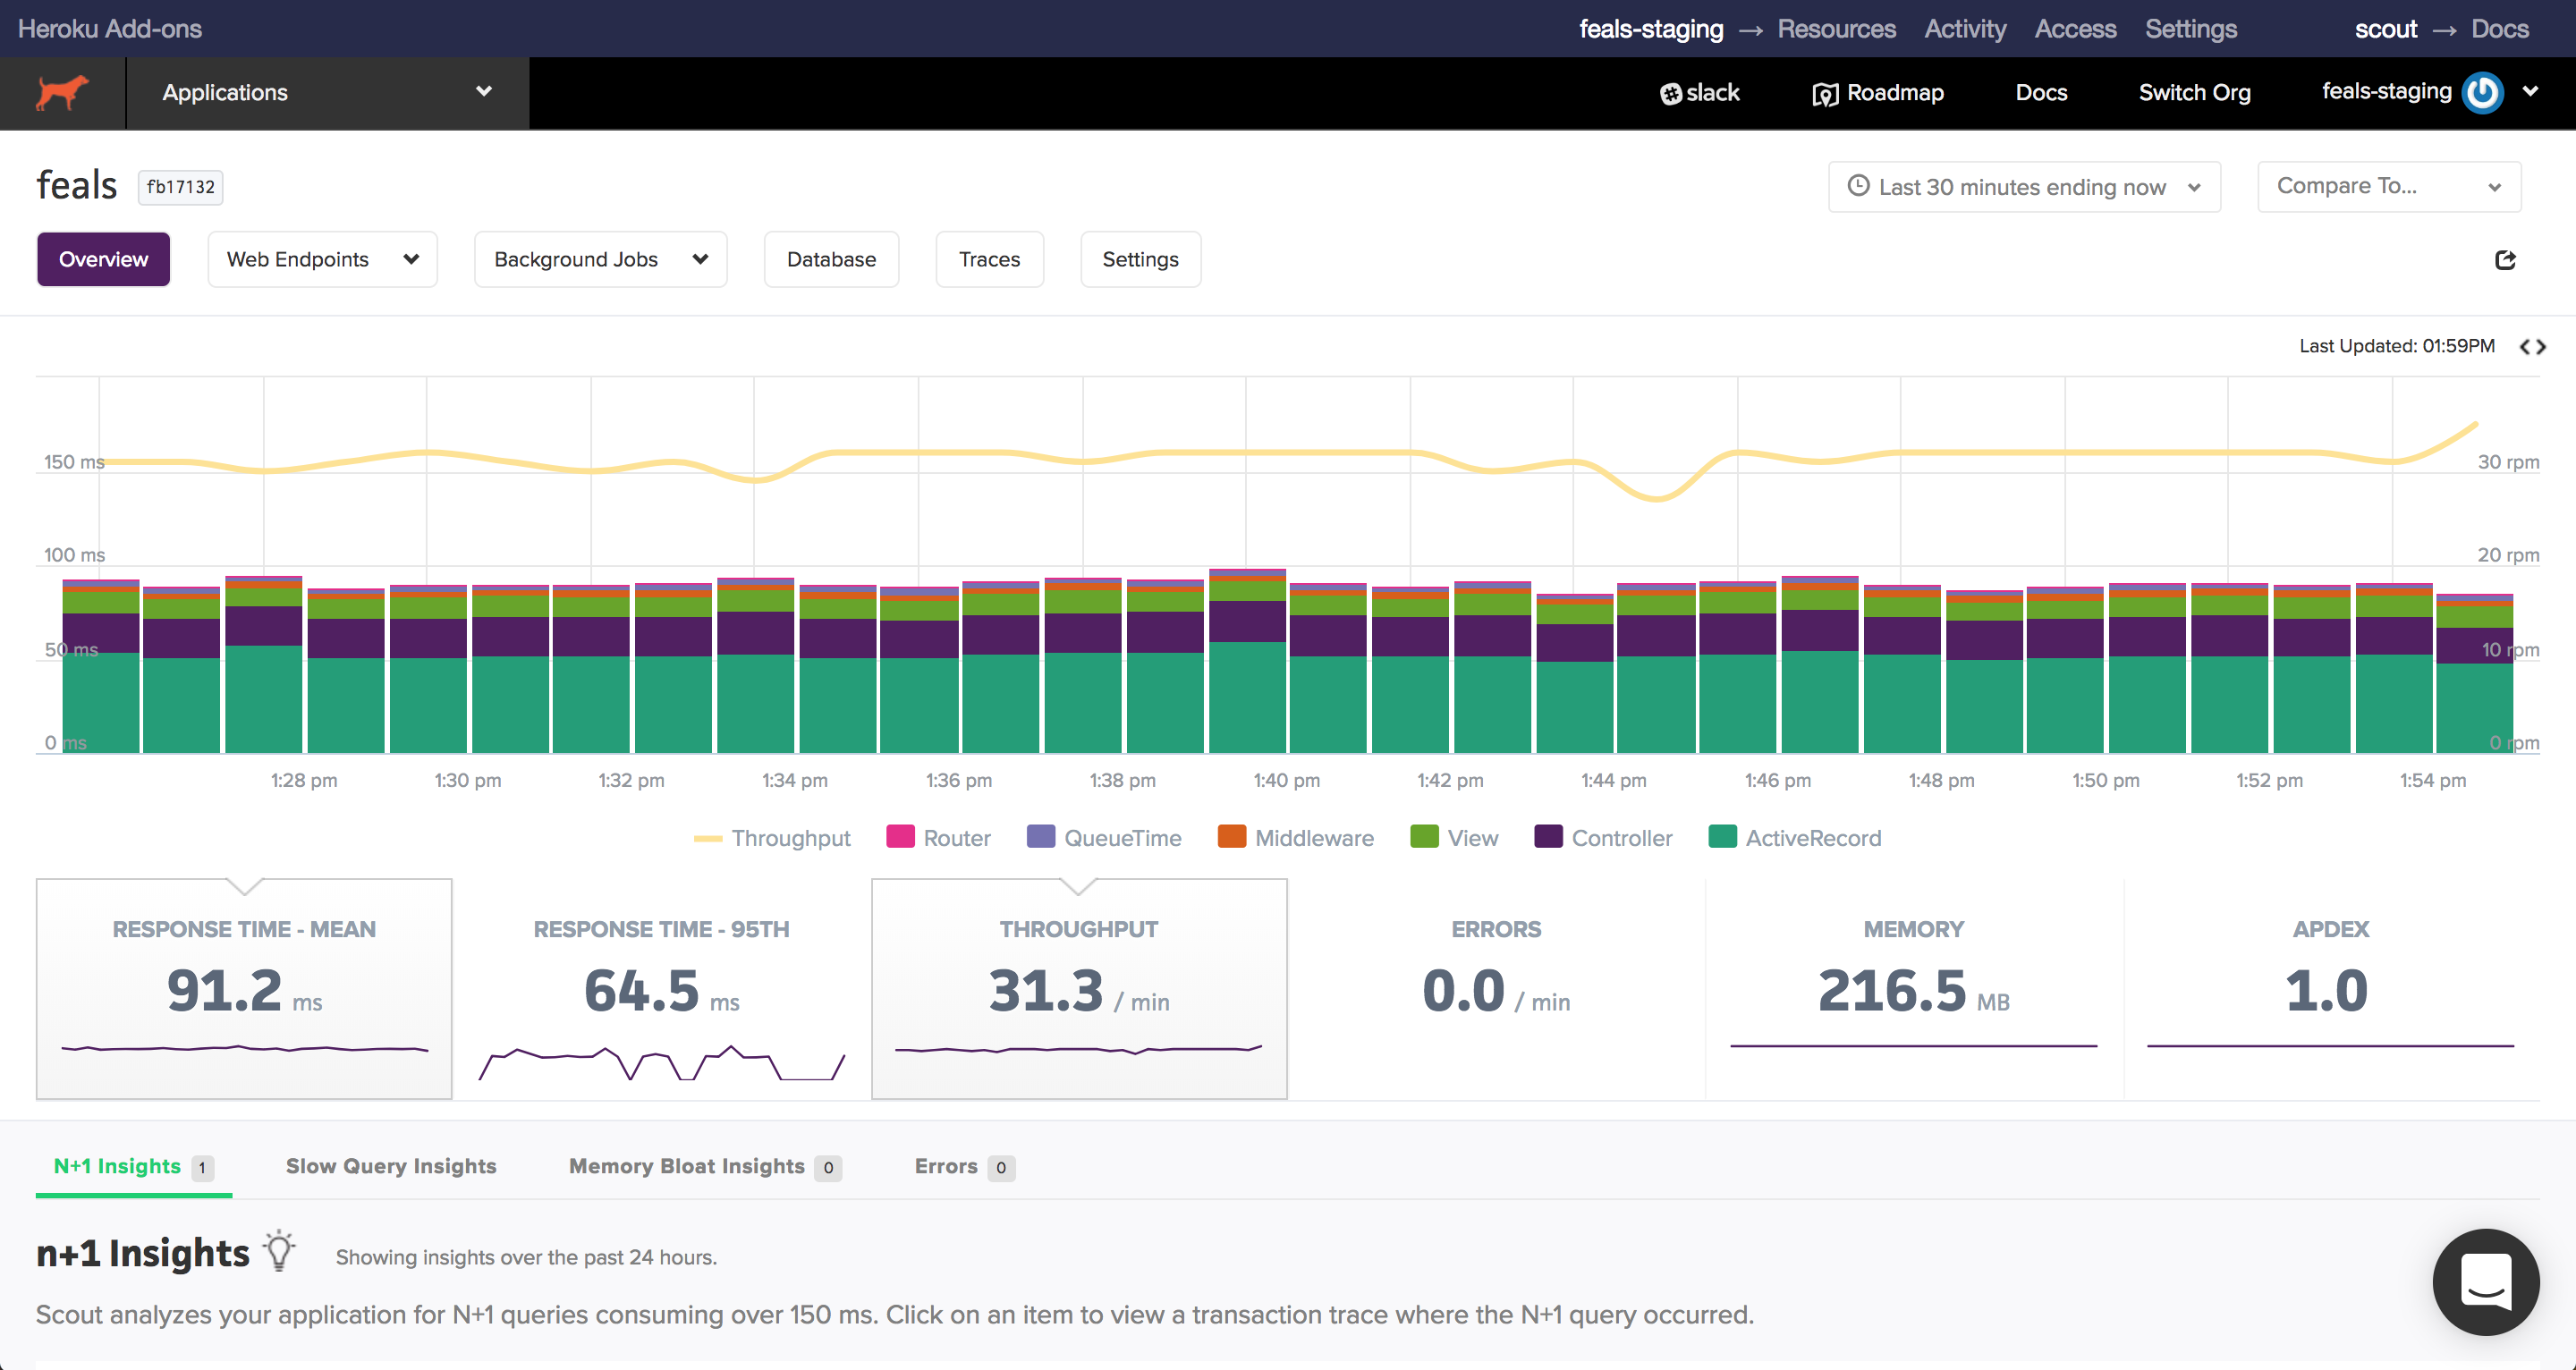 Heroku Add-ons
feals-staging → Resources Activity Access Settings scout → Docs
Applications
slack Roadmap Docs Switch Org feals-staging
feals fb17132
Last 30 minutes ending now Compare To...
Overview Web Endpoints Background Jobs Database Traces Settings
Last Updated: 01:59PM
150 ms 30 rpm
100 ms 20 rpm
50 ms 10 rpm
0 ms 0 rpm
1:28 pm 1:30 pm 1:32 pm 1:34 pm 1:36 pm 1:38 pm 1:40 pm 1:42 pm 1:44 pm 1:46 pm 1:48 pm 1:50 pm 1:52 pm 1:54 pm
Throughput Router QueueTime Middleware View Controller ActiveRecord
RESPONSE TIME - MEAN RESPONSE TIME - 95TH THROUGHPUT ERRORS MEMORY APDEX
91.2 ms 64.5 ms 31.3 / min 0.0 / min 216.5 MB 1.0
N+1 Insights 1 Slow Query Insights Memory Bloat Insights 0 Errors 0
n+1 Insights Showing insights over the past 24 hours.
Scout analyzes your application for N+1 queries consuming over 150 ms. Click on an item to view a transaction trace where the N+1 query occurred.